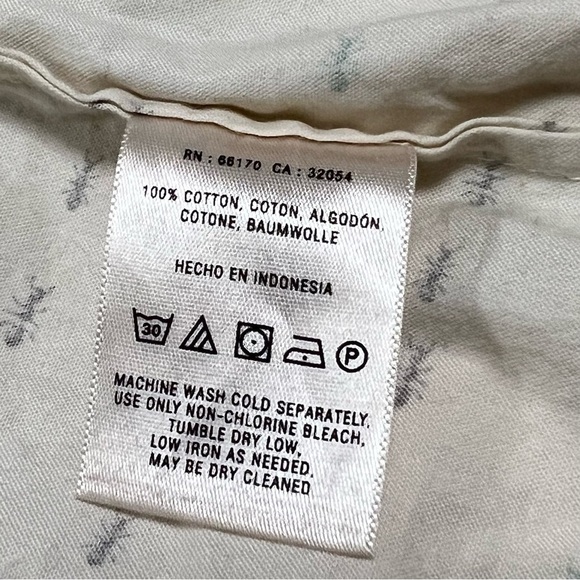 RN : 66170 CA : 32054
100% COTTON, COTON, ALGODÓN,
COTONE, BAUMWOLLE
HECHO EN INDONESIA
30 P
MACHINE WASH COLD SEPARATELY.
USE ONLY NON-CHLORINE BLEACH,
TUMBLE DRY LOW,
LOW IRON AS NEEDED.
MAY BE DRY CLEANED